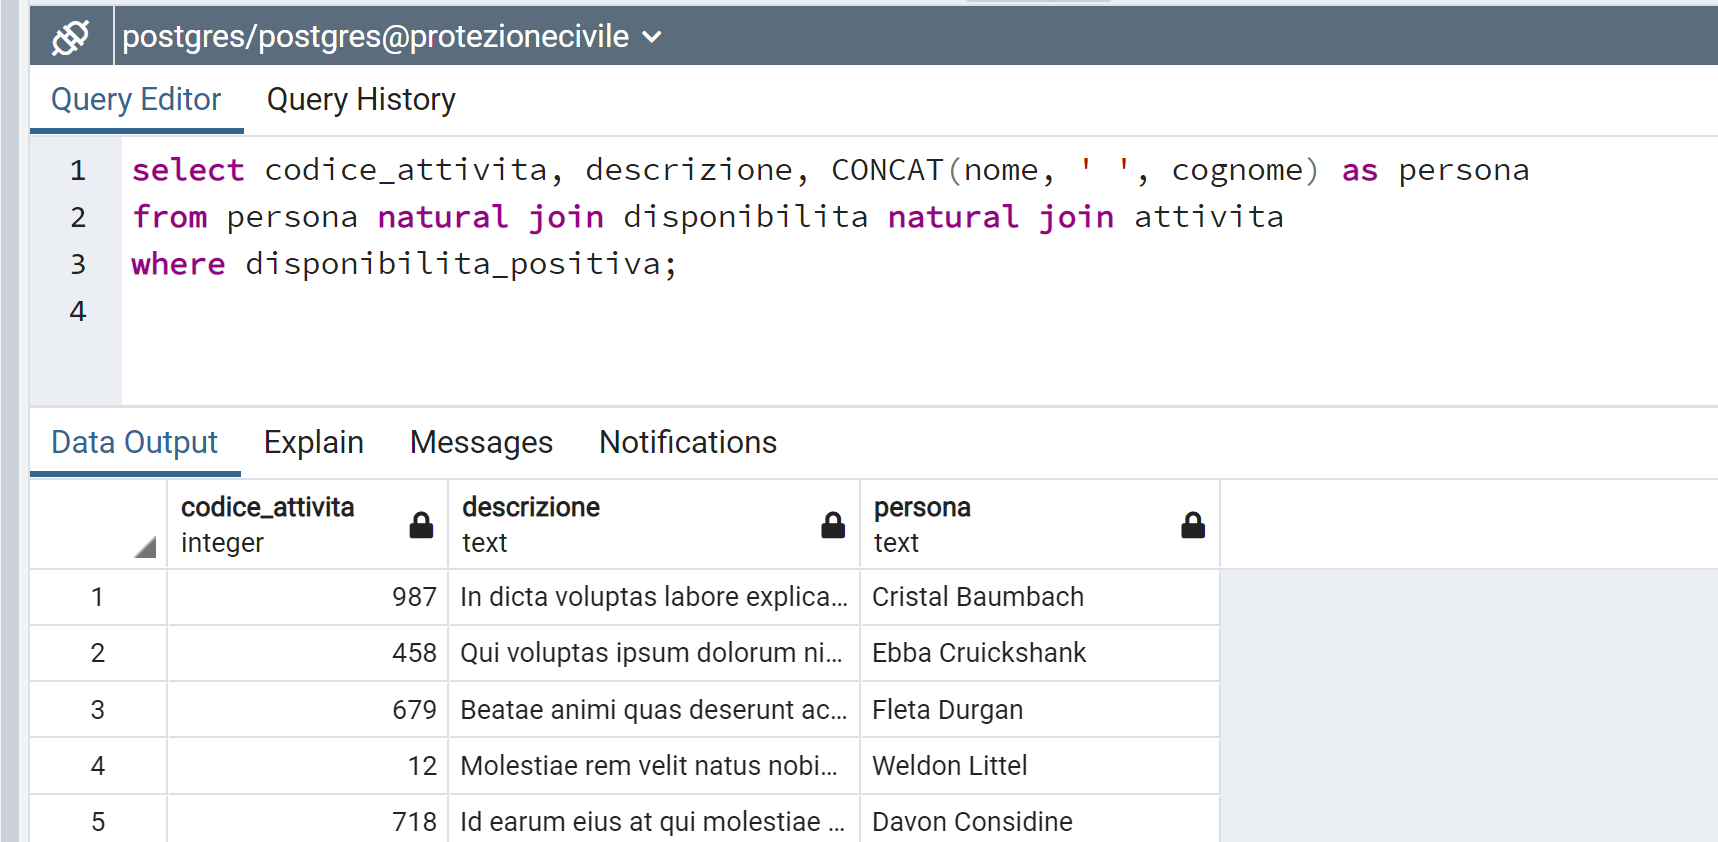 postgres/postgres@protezionecivile
Query Editor Query History
1 select codice_attivita, descrizione, CONCAT(nome, ' ', cognome) as persona
2 from persona natural join disponibilita natural join attivita
3 where disponibilita_positiva;
4
Data Output Explain Messages Notifications
codice_attivita descrizione persona
integer text text
1 987 In dicta voluptas labore explica... Cristal Baumbach
2 458 Qui voluptas ipsum dolorum ni... Ebba Cruickshank
3 679 Beatae animi quas deserunt ac... Fleta Durgan
4 12 Molestiae rem velit natus nobi... Weldon Littel
5 718 Id earum eius at qui molestiae ... Davon Considine